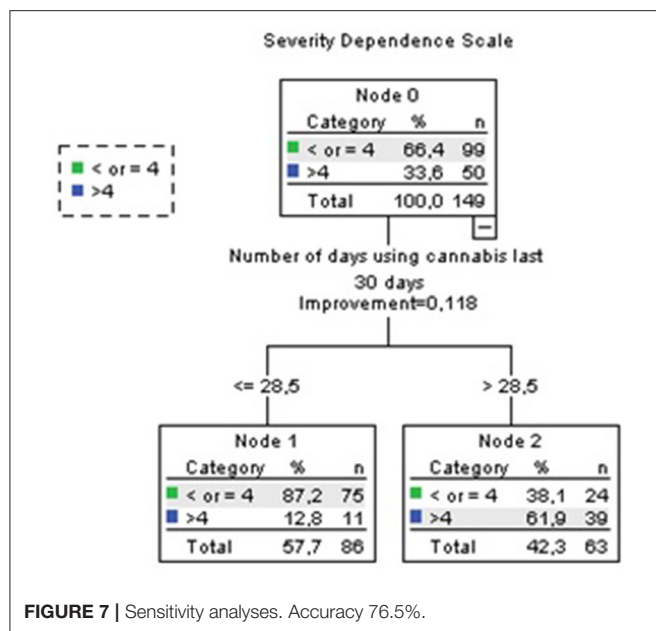 Severity Dependence Scale
Node 0
Category % n
< or = 4 66,4 99
>4 33,6 50
Total 100,0 149
< or = 4
>4
Number of days using cannabis last
30 days
Improvement=0,118
<= 28,5
> 28,5
Node 1
Category % n
< or = 4 87,2 75
>4 12,8 11
Total 57,7 86
Node 2
Category % n
< or = 4 38,1 24
>4 61,9 39
Total 42,3 63
FIGURE 7 | Sensitivity analyses. Accuracy 76.5%.